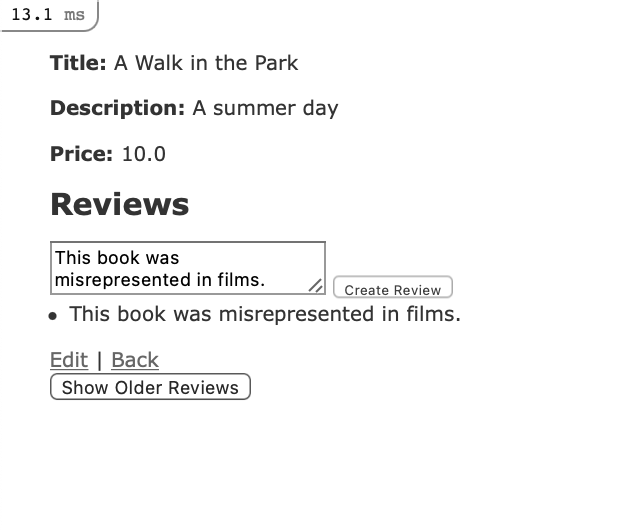 13.1 ms
Title: A Walk in the Park
Description: A summer day
Price: 10.0
Reviews
This book was
misrepresented in films.
Create Review
• This book was misrepresented in films.
Edit | Back
Show Older Reviews